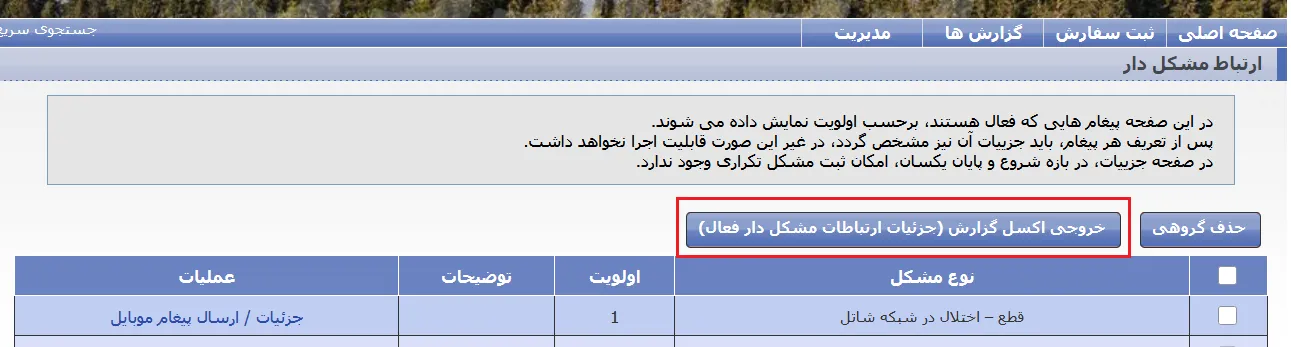 صفحه اصلی ثبت سفارش گزارش ها مدیریت جستجوی سریع
ارتباط مشکل دار
در این صفحه پیغام هایی که فعال هستند، برحسب اولویت نمایش داده می شوند.
پس از تعریف هر پیغام، باید جزییات آن نیز مشخص گردد، در غیر این صورت قابلیت اجرا نخواهد داشت.
در صفحه جزییات، در بازه شروع و پایان یکسان، امکان ثبت مشکل تکراری وجود ندارد.
حذف گروهی خروجی اکسل گزارش (جزئیات ارتباطات مشکل دار فعال)
نوع مشکل اولویت توضیحات عملیات
قطع – اختلال در شبکه شاتل 1 جزئیات / ارسال پیغام موبایل